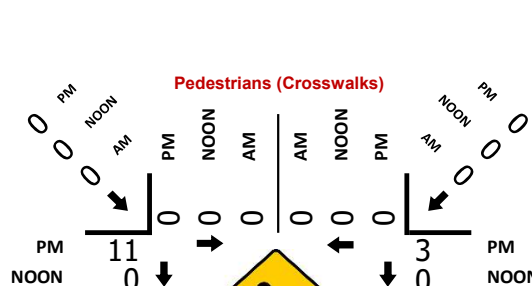 Pedestrians (Crosswalks)
PM NOON AM
0 0 0
PM NOON AM AM NOON PM
0 0 0 0 0 0
PM NOON AM
0 0 0
PM 11 3 PM
NOON 0 0 NOON